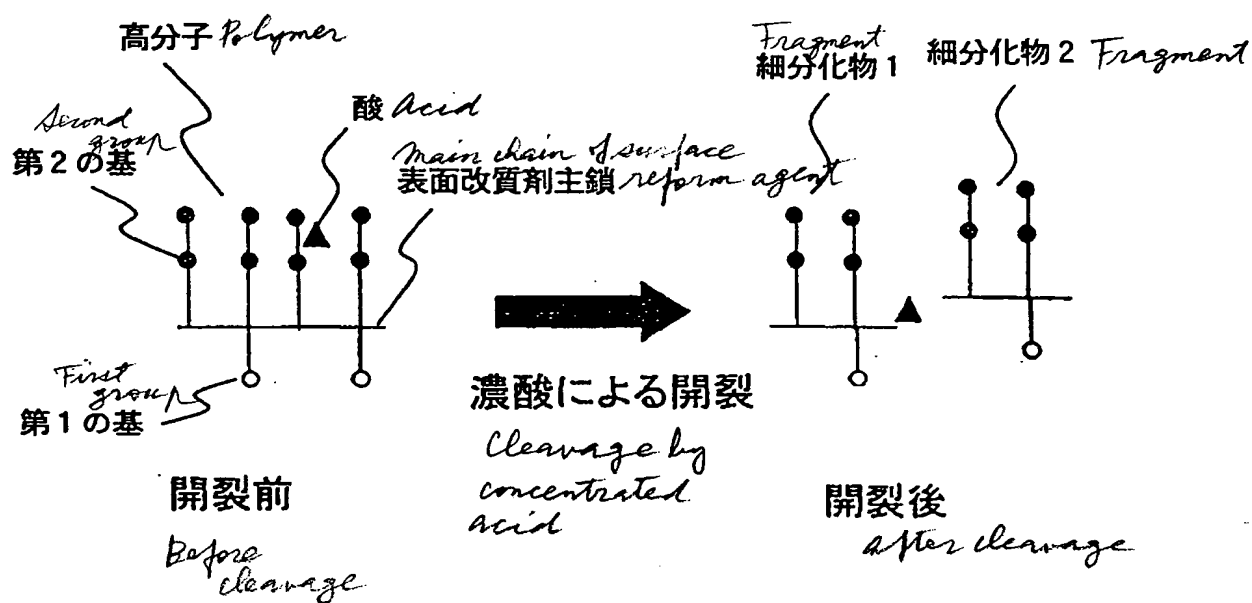 高分子 Polymer
酸 Acid
Second
group
第2の基
main chain of surface
表面改質剤主鎖 reform agent
First
group
第1の基
開裂前
Before
cleavage
濃酸による開裂
Cleavage by
concentrated
acid
Fragment
細分化物1
細分化物2 Fragment
開裂後
after cleavage